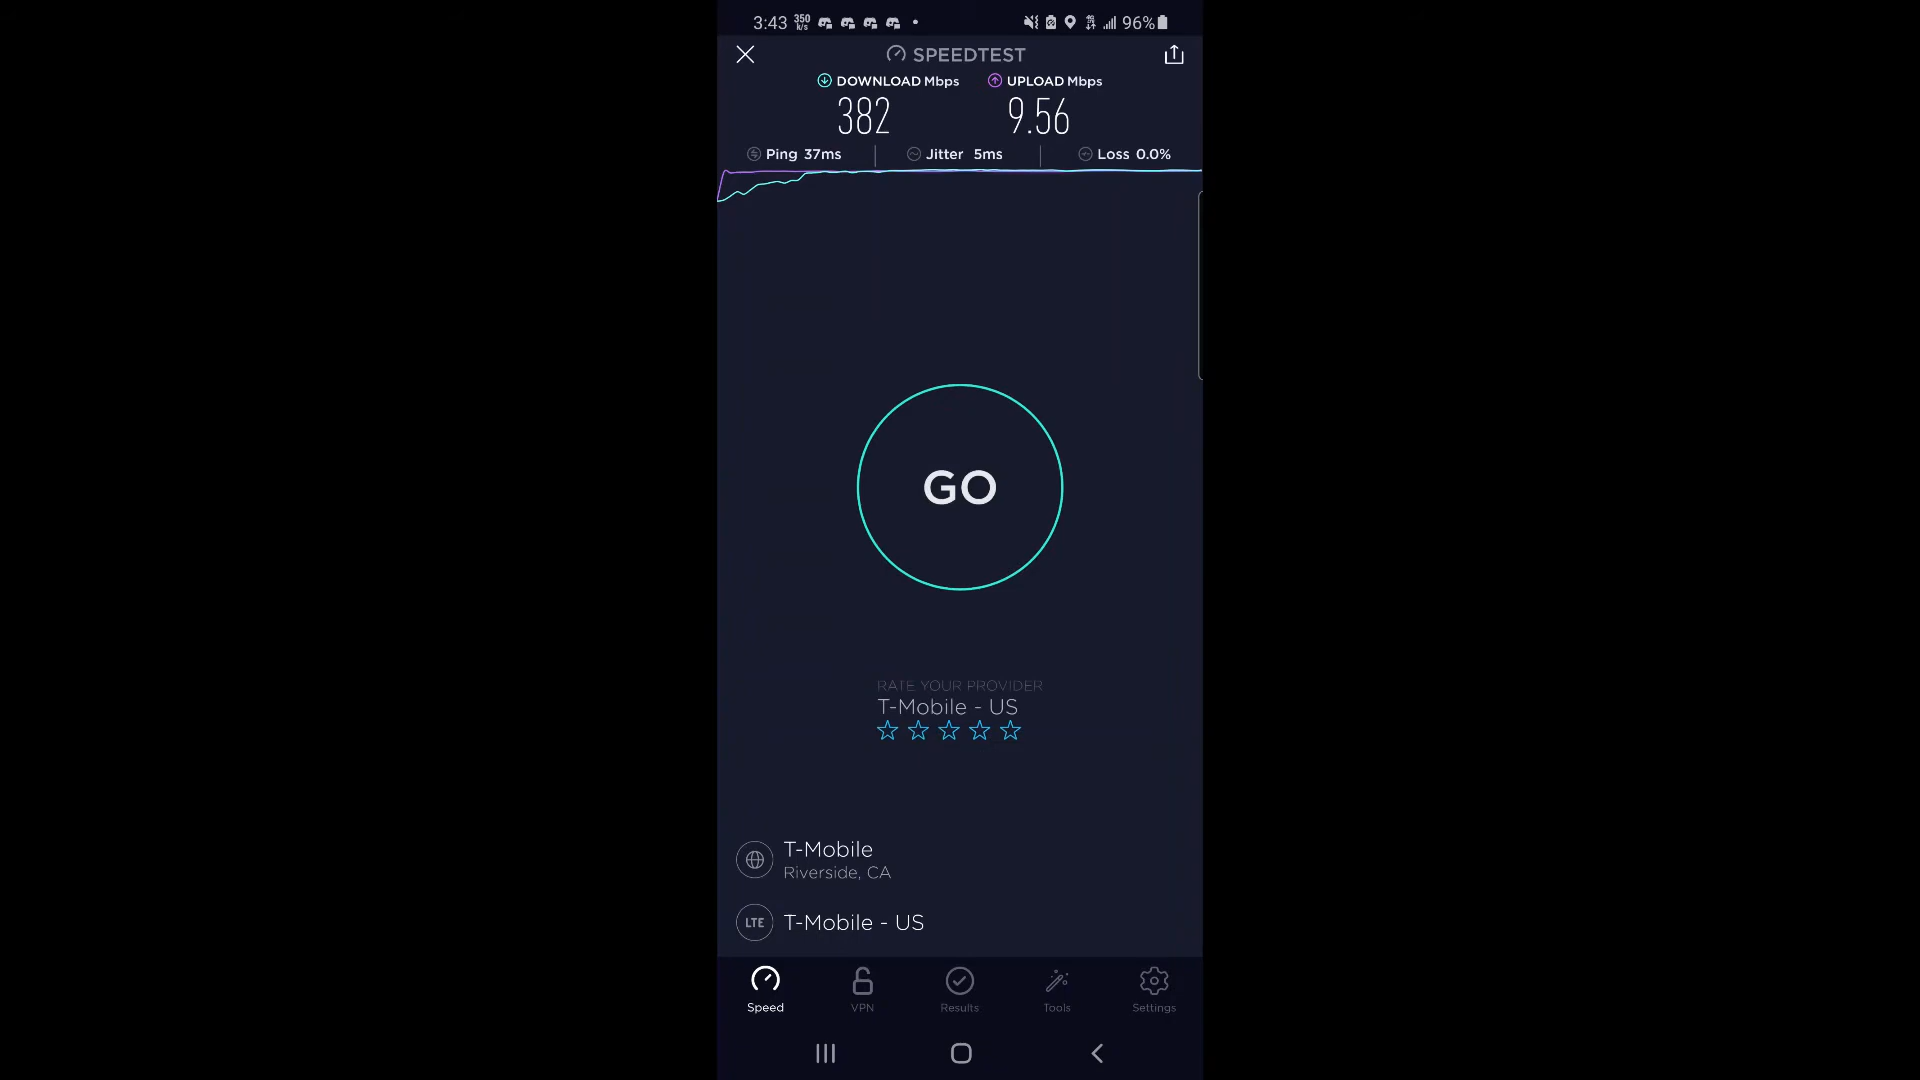 3:43 350 k/s 96%
SPEEDTEST
DOWNLOAD Mbps UPLOAD Mbps
382 9.56
Ping 37ms Jitter 5ms Loss 0.0%
GO
RATE YOUR PROVIDER
T-Mobile - US
T-Mobile
Riverside, CA
LTE T-Mobile - US
Speed VPN Results Tools Settings